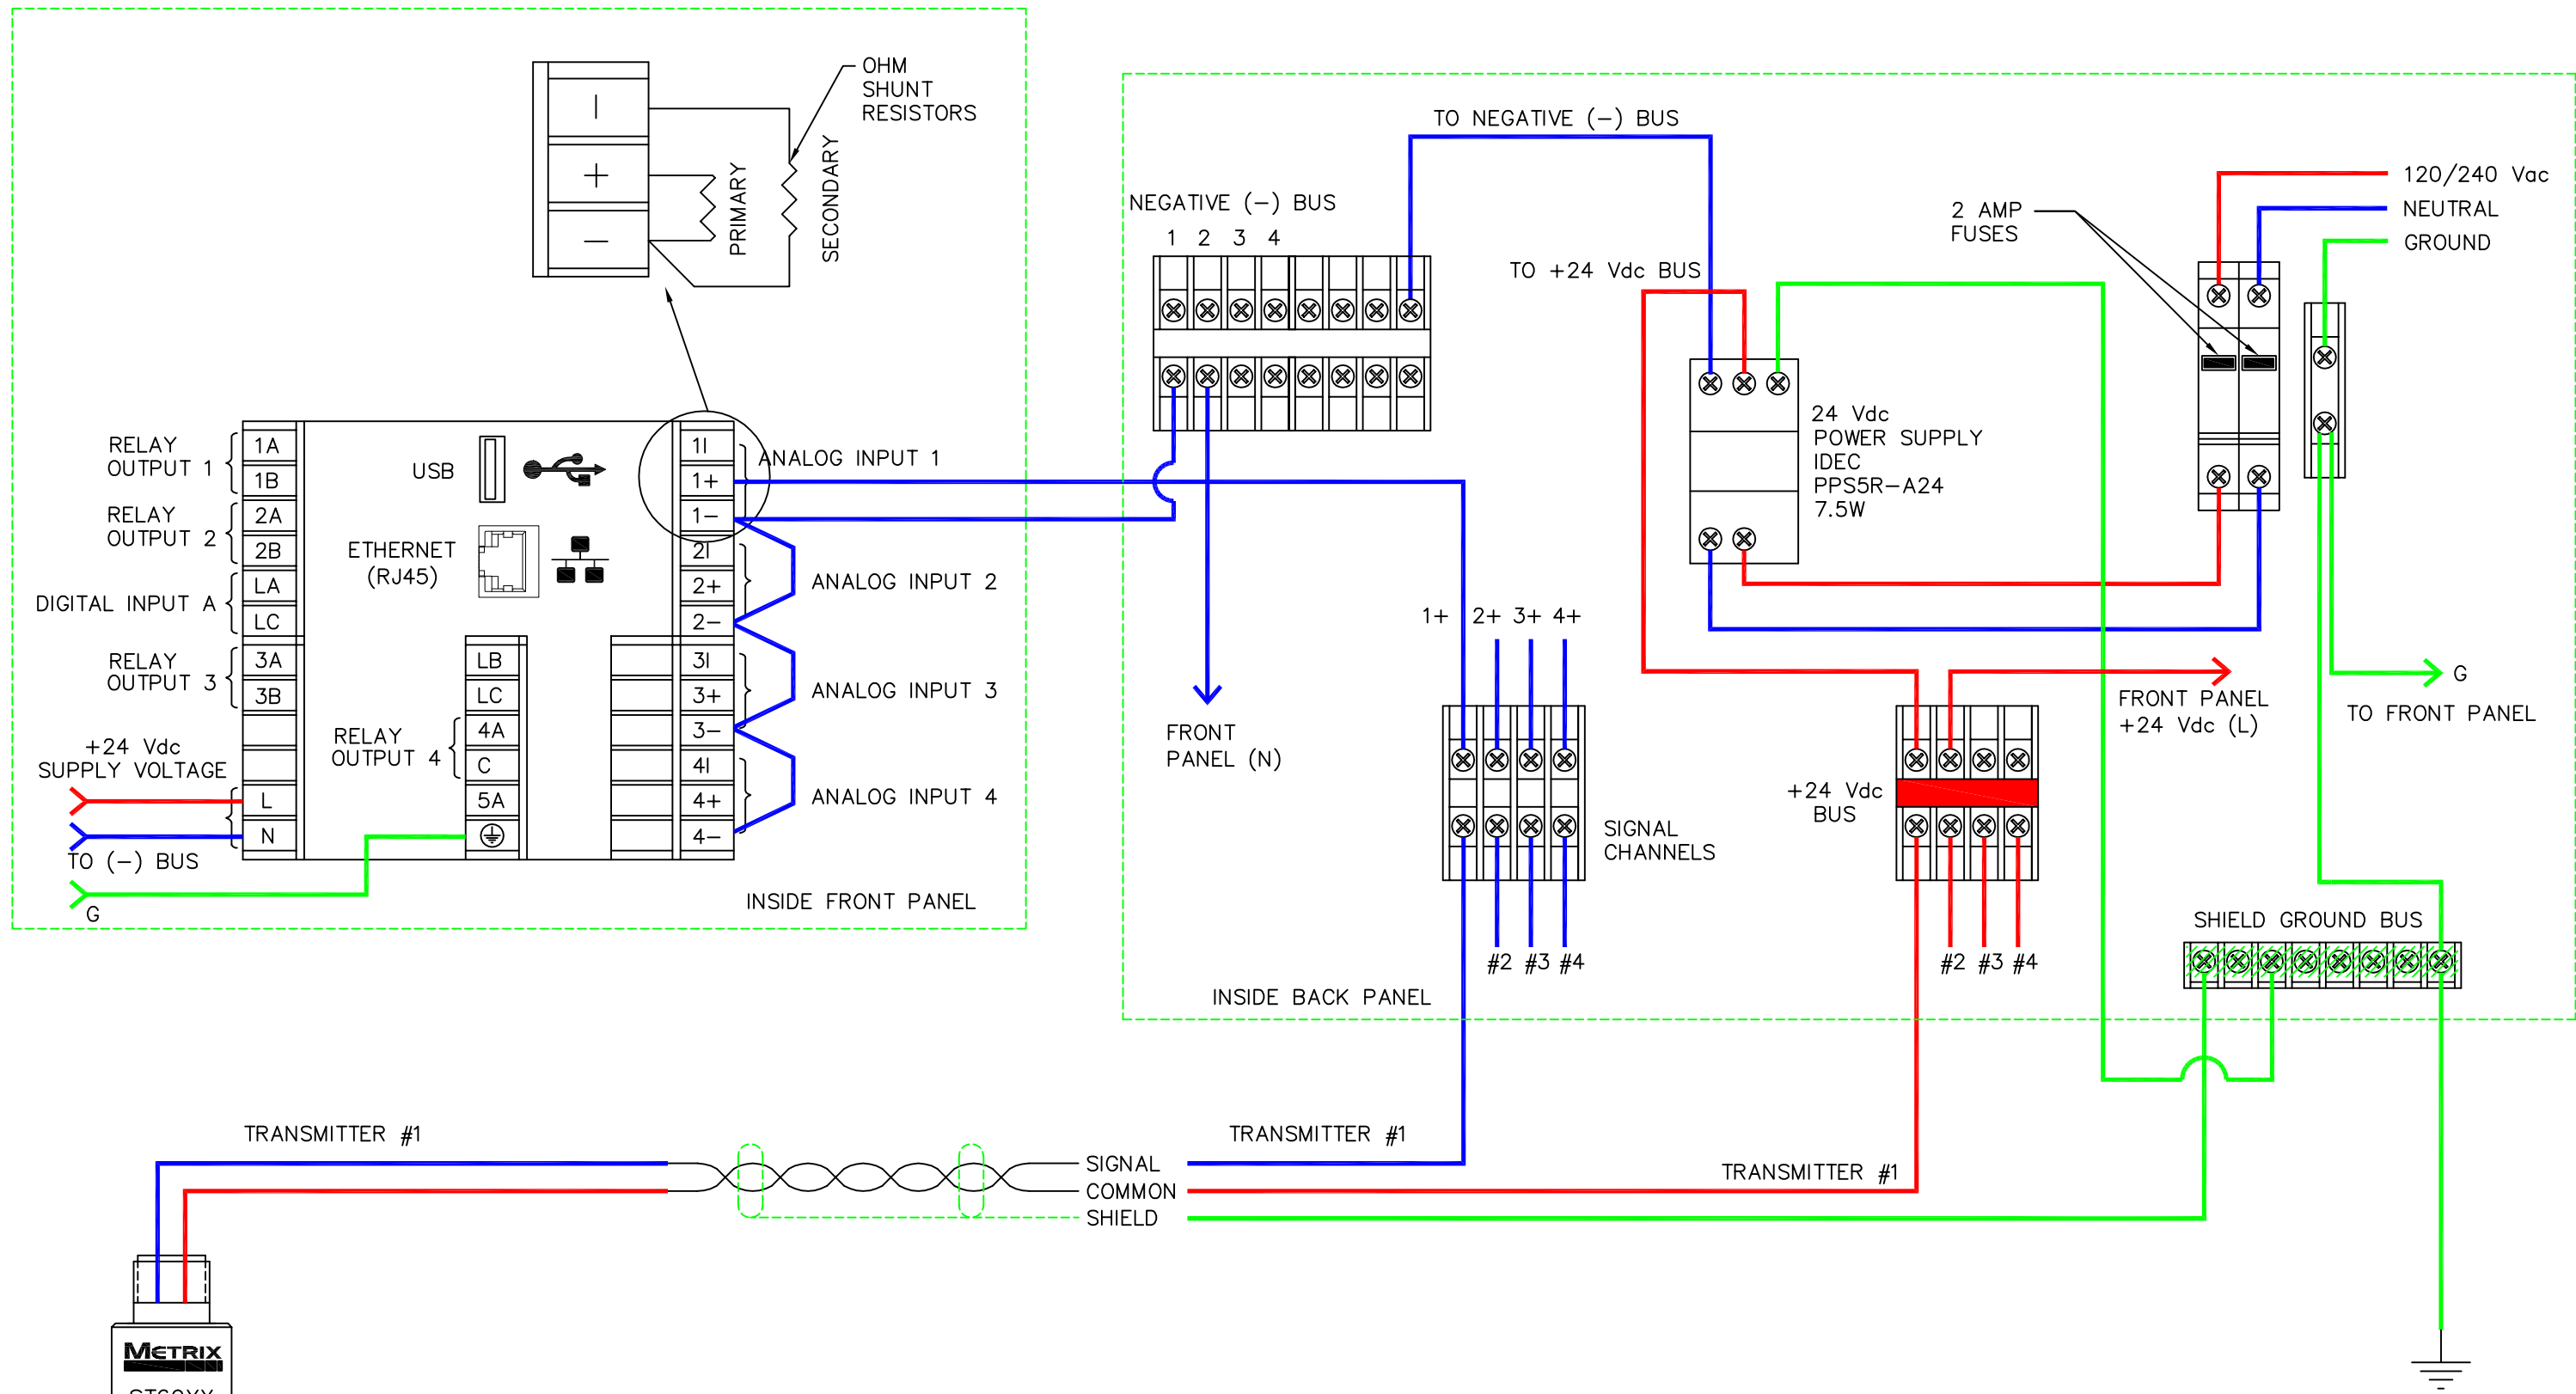 OHM
SHUNT
RESISTORS
PRIMARY
SECONDARY
I
+
−
RELAY
OUTPUT 1
RELAY
OUTPUT 2
DIGITAL INPUT A
RELAY
OUTPUT 3
+24 Vdc
SUPPLY VOLTAGE
TO (−) BUS
G
1A
1B
2A
2B
LA
LC
3A
3B
L
N
USB
ETHERNET
(RJ45)
RELAY
OUTPUT 4
LB
LC
4A
C
5A
1I
1+
1−
2I
2+
2−
3I
3+
3−
4I
4+
4−
ANALOG INPUT 1
ANALOG INPUT 2
ANALOG INPUT 3
ANALOG INPUT 4
INSIDE FRONT PANEL
TO NEGATIVE (−) BUS
NEGATIVE (−) BUS
1 2 3 4
TO +24 Vdc BUS
2 AMP
FUSES
120/240 Vac
NEUTRAL
GROUND
24 Vdc
POWER SUPPLY
IDEC
PPS5R−A24
7.5W
FRONT
PANEL (N)
1+ 2+ 3+ 4+
SIGNAL
CHANNELS
#2 #3 #4
+24 Vdc
BUS
#2 #3 #4
FRONT PANEL
+24 Vdc (L)
G
TO FRONT PANEL
SHIELD GROUND BUS
INSIDE BACK PANEL
TRANSMITTER #1
SIGNAL
COMMON
SHIELD
TRANSMITTER #1
TRANSMITTER #1
METRIX